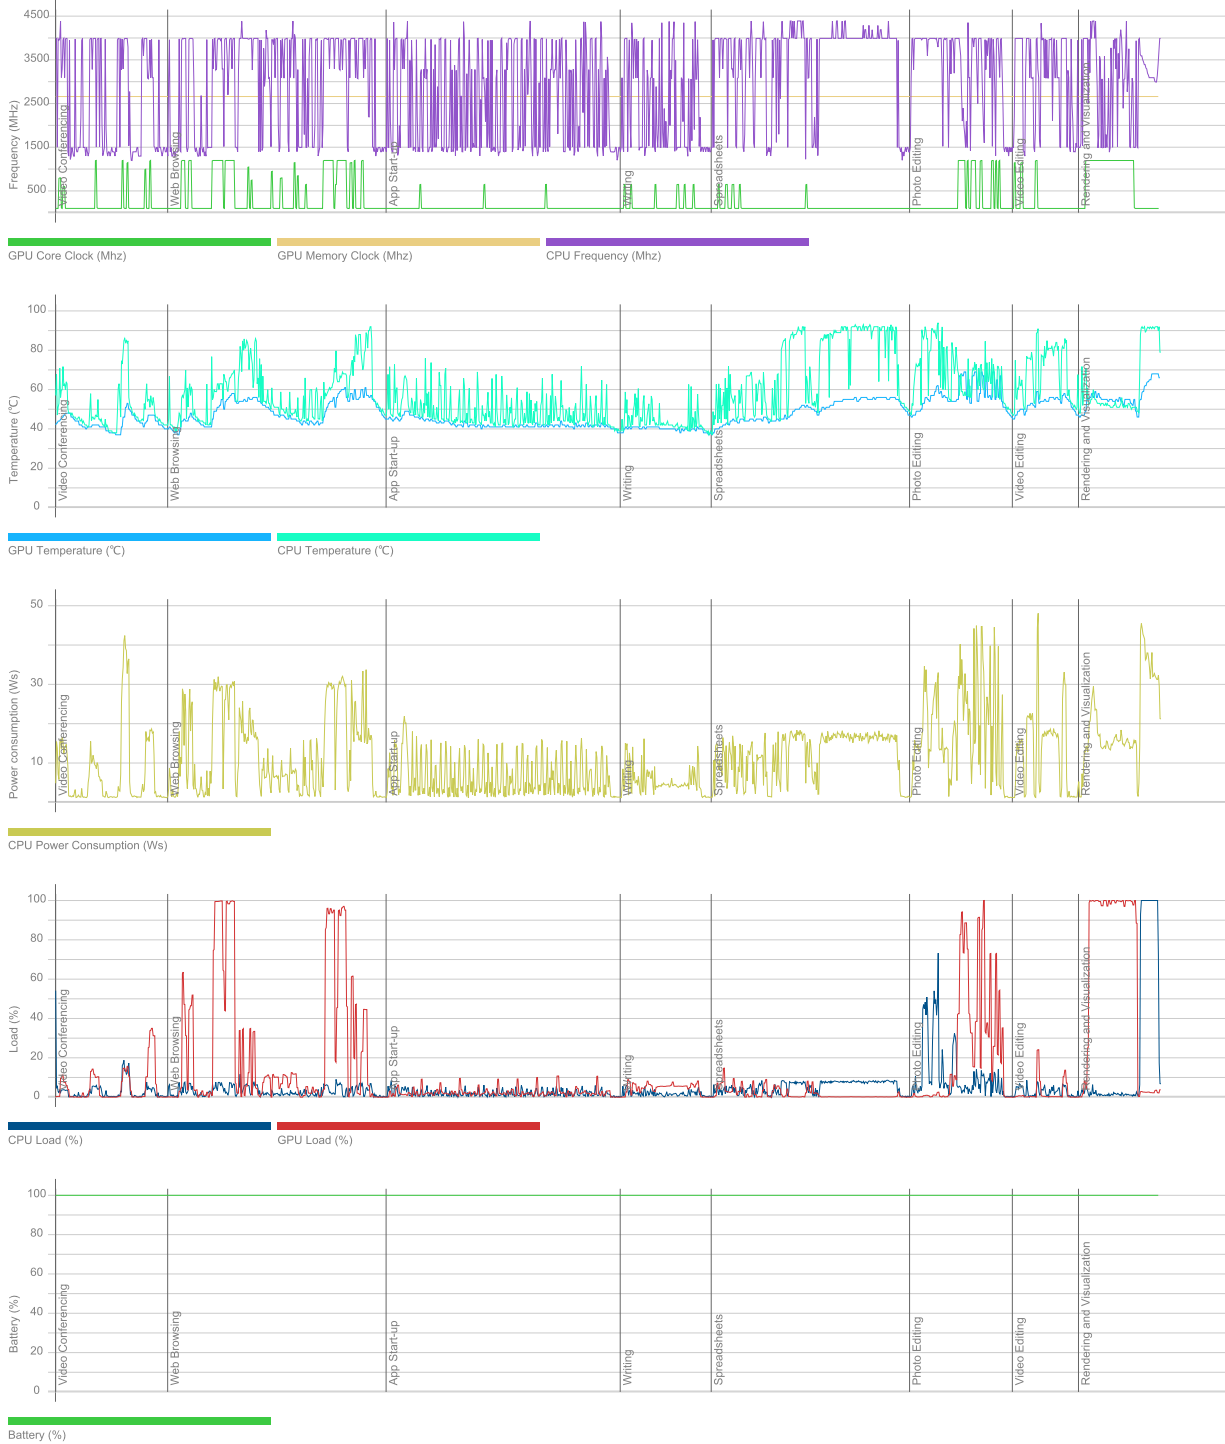 4500
3500
2500
1500
500
Frequency (MHz)
Video Conferencing
Web Browsing
App Start-up
Writing
Spreadsheets
Photo Editing
Video Editing
Rendering and Visualization
GPU Core Clock (Mhz)
GPU Memory Clock (Mhz)
CPU Frequency (Mhz)
100
80
60
40
20
0
Temperature (℃)
Video Conferencing
Web Browsing
App Start-up
Writing
Spreadsheets
Photo Editing
Video Editing
Rendering and Visualization
GPU Temperature (℃)
CPU Temperature (℃)
50
30
10
Power consumption (Ws)
Video Conferencing
Web Browsing
App Start-up
Writing
Spreadsheets
Photo Editing
Video Editing
Rendering and Visualization
CPU Power Consumption (Ws)
100
80
60
40
20
0
Load (%)
Video Conferencing
Web Browsing
App Start-up
Writing
Spreadsheets
Photo Editing
Video Editing
Rendering and Visualization
CPU Load (%)
GPU Load (%)
100
80
60
40
20
0
Battery (%)
Video Conferencing
Web Browsing
App Start-up
Writing
Spreadsheets
Photo Editing
Video Editing
Rendering and Visualization
Battery (%)